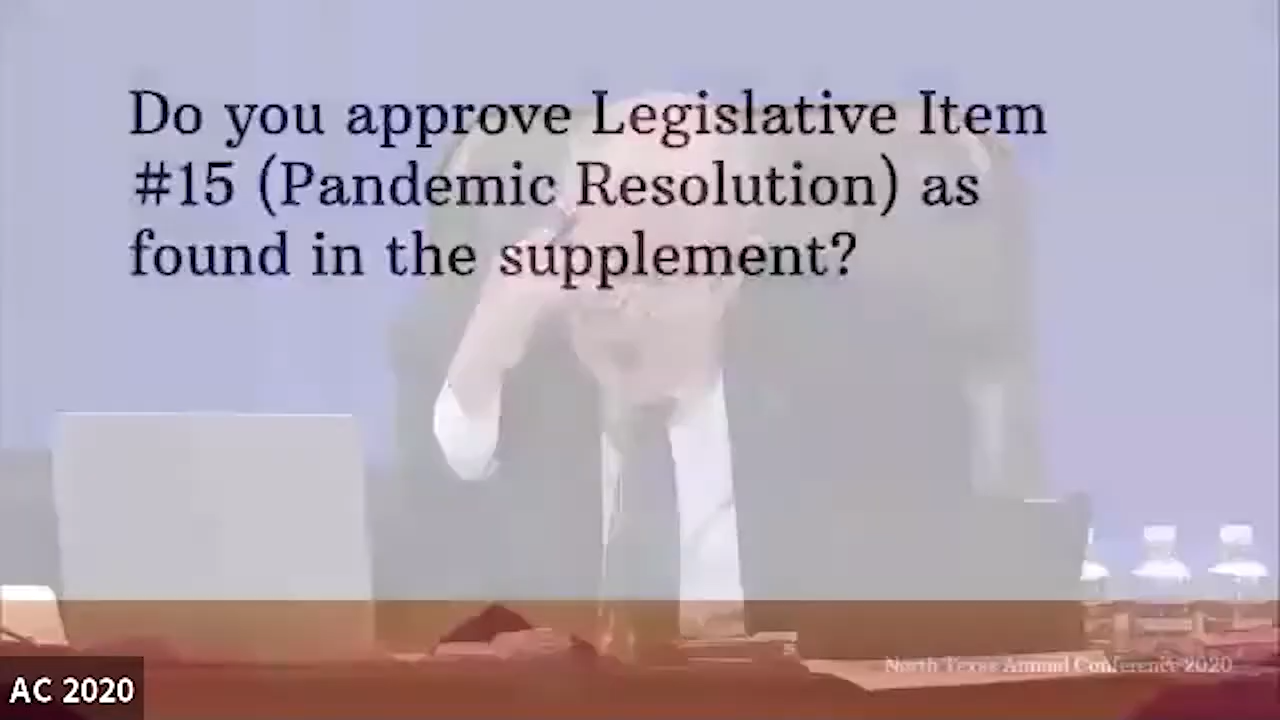 Do you approve Legislative Item
#15 (Pandemic Resolution) as
found in the supplement?
North Texas Annual Conference 2020
AC 2020